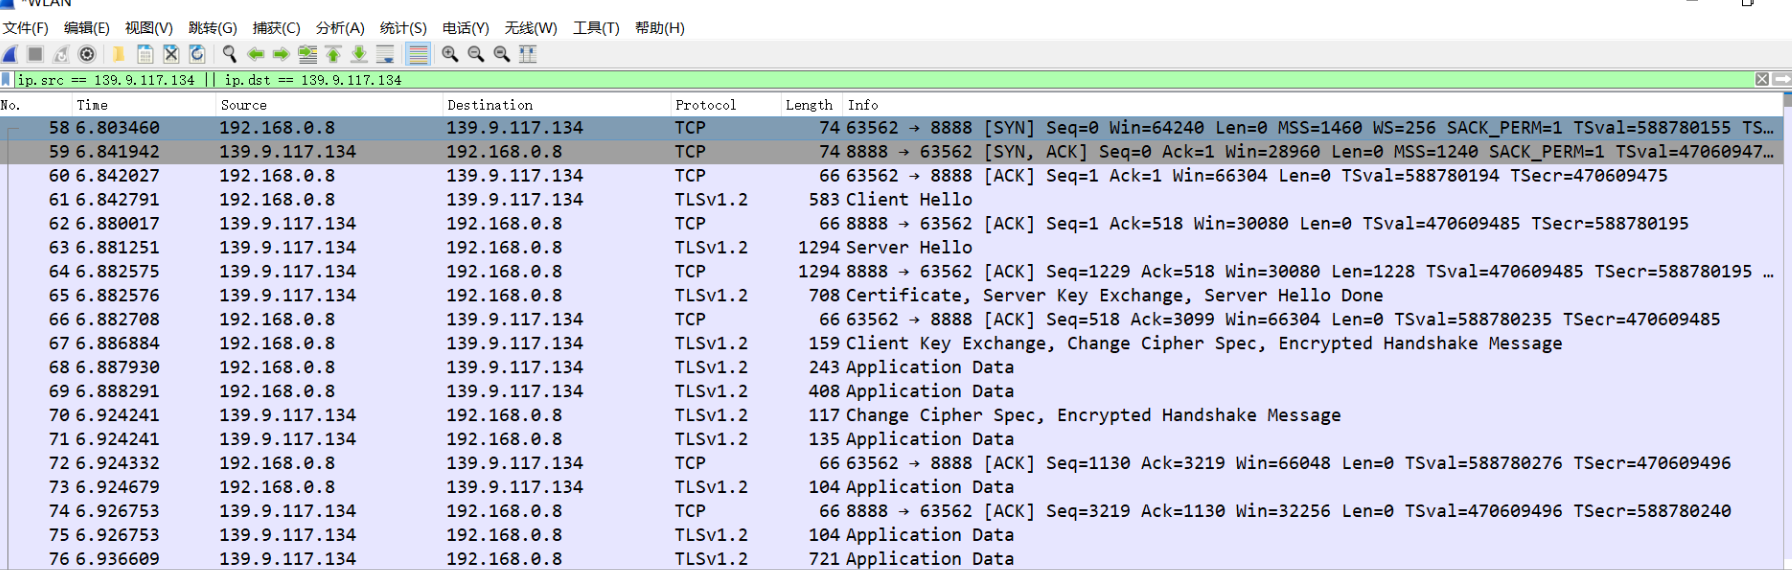 *WLAN
文件(F) 编辑(E) 视图(V) 跳转(G) 捕获(C) 分析(A) 统计(S) 电话(Y) 无线(W) 工具(T) 帮助(H)
ip.src == 139.9.117.134 || ip.dst == 139.9.117.134
No. Time Source Destination Protocol Length Info
58 6.803460 192.168.0.8 139.9.117.134 TCP 74 63562 → 8888 [SYN] Seq=0 Win=64240 Len=0 MSS=1460 WS=256 SACK_PERM=1 TSval=588780155 TS…
59 6.841942 139.9.117.134 192.168.0.8 TCP 74 8888 → 63562 [SYN, ACK] Seq=0 Ack=1 Win=28960 Len=0 MSS=1240 SACK_PERM=1 TSval=47060947…
60 6.842027 192.168.0.8 139.9.117.134 TCP 66 63562 → 8888 [ACK] Seq=1 Ack=1 Win=66304 Len=0 TSval=588780194 TSecr=470609475
61 6.842791 192.168.0.8 139.9.117.134 TLSv1.2 583 Client Hello
62 6.880017 139.9.117.134 192.168.0.8 TCP 66 8888 → 63562 [ACK] Seq=1 Ack=518 Win=30080 Len=0 TSval=470609485 TSecr=588780195
63 6.881251 139.9.117.134 192.168.0.8 TLSv1.2 1294 Server Hello
64 6.882575 139.9.117.134 192.168.0.8 TCP 1294 8888 → 63562 [ACK] Seq=1229 Ack=518 Win=30080 Len=1228 TSval=470609485 TSecr=588780195 …
65 6.882576 139.9.117.134 192.168.0.8 TLSv1.2 708 Certificate, Server Key Exchange, Server Hello Done
66 6.882708 192.168.0.8 139.9.117.134 TCP 66 63562 → 8888 [ACK] Seq=518 Ack=3099 Win=66304 Len=0 TSval=588780235 TSecr=470609485
67 6.886884 192.168.0.8 139.9.117.134 TLSv1.2 159 Client Key Exchange, Change Cipher Spec, Encrypted Handshake Message
68 6.887930 192.168.0.8 139.9.117.134 TLSv1.2 243 Application Data
69 6.888291 192.168.0.8 139.9.117.134 TLSv1.2 408 Application Data
70 6.924241 139.9.117.134 192.168.0.8 TLSv1.2 117 Change Cipher Spec, Encrypted Handshake Message
71 6.924241 139.9.117.134 192.168.0.8 TLSv1.2 135 Application Data
72 6.924332 192.168.0.8 139.9.117.134 TCP 66 63562 → 8888 [ACK] Seq=1130 Ack=3219 Win=66048 Len=0 TSval=588780276 TSecr=470609496
73 6.924679 192.168.0.8 139.9.117.134 TLSv1.2 104 Application Data
74 6.926753 139.9.117.134 192.168.0.8 TCP 66 8888 → 63562 [ACK] Seq=3219 Ack=1130 Win=32256 Len=0 TSval=470609496 TSecr=588780240
75 6.926753 139.9.117.134 192.168.0.8 TLSv1.2 104 Application Data
76 6.936609 139.9.117.134 192.168.0.8 TLSv1.2 721 Application Data